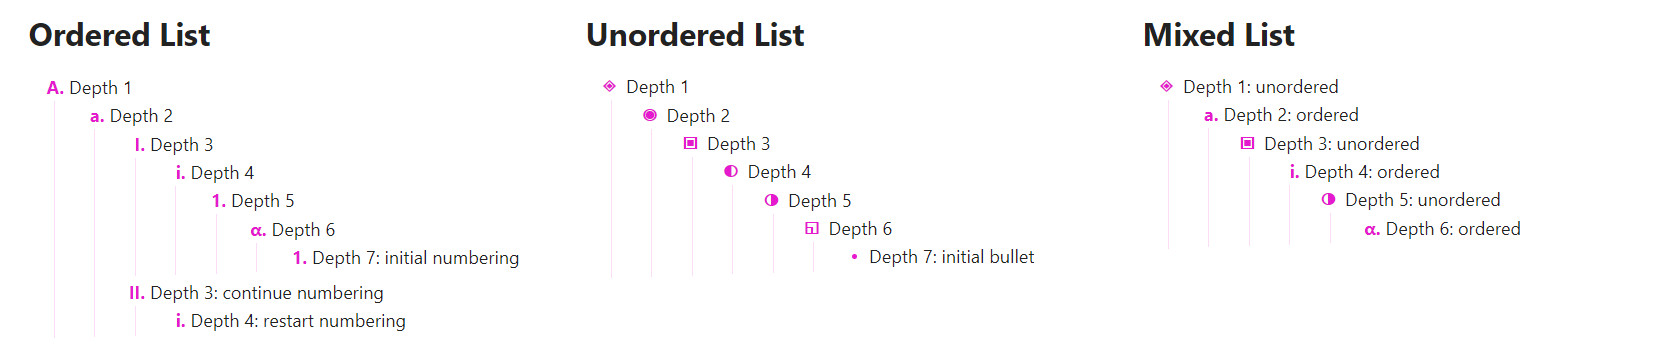 Ordered List
A. Depth 1
a. Depth 2
I. Depth 3
i. Depth 4
1. Depth 5
α. Depth 6
1. Depth 7: initial numbering
II. Depth 3: continue numbering
i. Depth 4: restart numbering
Unordered List
◈ Depth 1
◉ Depth 2
▣ Depth 3
◐ Depth 4
◑ Depth 5
◱ Depth 6
• Depth 7: initial bullet
Mixed List
◈ Depth 1: unordered
a. Depth 2: ordered
▣ Depth 3: unordered
i. Depth 4: ordered
◑ Depth 5: unordered
α. Depth 6: ordered